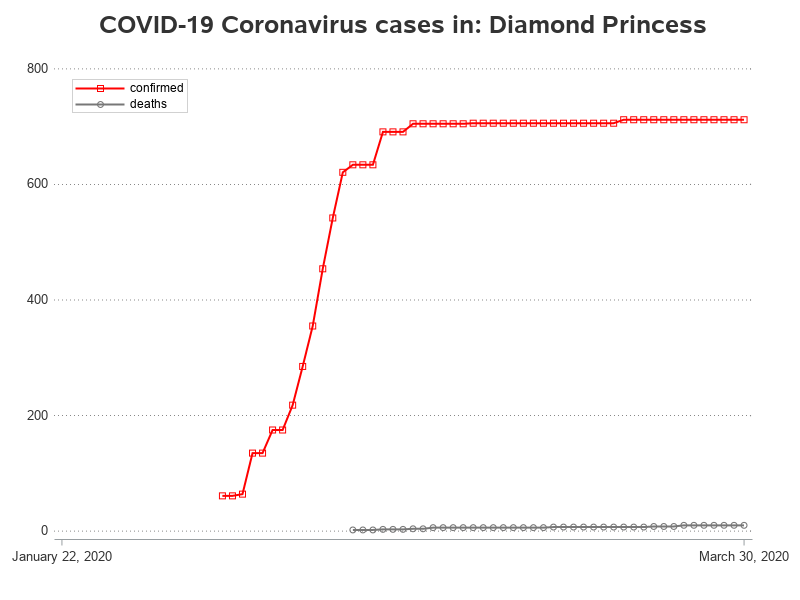 COVID-19 Coronavirus cases in: Diamond Princess
800
confirmed
deaths
600
400
200
0
January 22, 2020
March 30, 2020